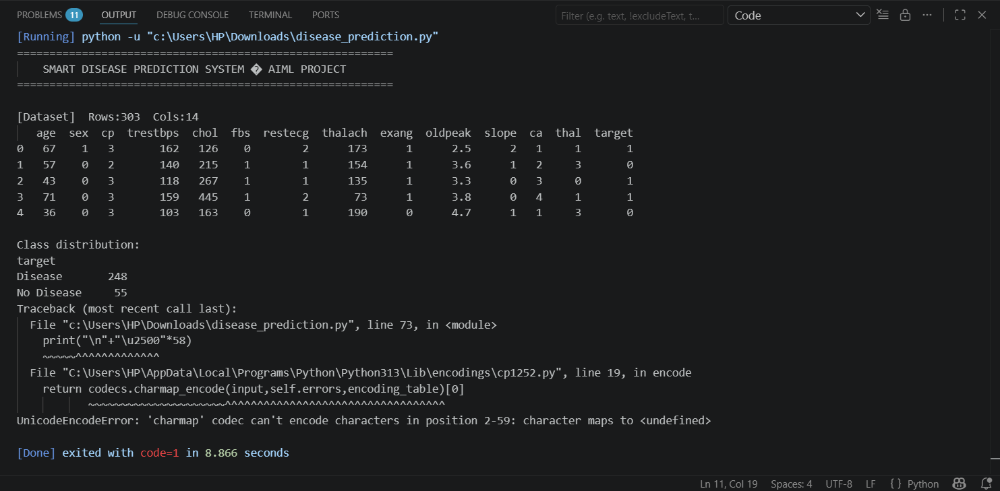 PROBLEMS 11 OUTPUT DEBUG CONSOLE TERMINAL PORTS Filter (e.g. text, !excludeText, t... Code
[Running] python -u "c:\Users\HP\Downloads\disease_prediction.py"
==========================================================
    SMART DISEASE PREDICTION SYSTEM � AIML PROJECT
==========================================================

[Dataset]  Rows:303  Cols:14
   age  sex  cp  trestbps  chol  fbs  restecg  thalach  exang  oldpeak  slope  ca  thal  target
0   67    1   3       162   126    0        2      173      1      2.5      2   1     1       1
1   57    0   2       140   215    1        1      154      1      3.6      1   2     3       0
2   43    0   3       118   267    1        1      135      1      3.3      0   3     0       1
3   71    0   3       159   445    1        2       73      1      3.8      0   4     1       1
4   36    0   3       103   163    0        1      190      0      4.7      1   1     3       0

Class distribution:
target
Disease       248
No Disease     55
Traceback (most recent call last):
  File "c:\Users\HP\Downloads\disease_prediction.py", line 73, in <module>
    print("\n"+"\u2500"*58)
    ~~~~~^^^^^^^^^^^^^
  File "C:\Users\HP\AppData\Local\Programs\Python\Python313\Lib\encodings\cp1252.py", line 19, in encode
    return codecs.charmap_encode(input,self.errors,encoding_table)[0]
           ~~~~~~~~~~~~~~~~~~~~~^^^^^^^^^^^^^^^^^^^^^^^^^^^^^^^^^^
UnicodeEncodeError: 'charmap' codec can't encode characters in position 2-59: character maps to <undefined>

[Done] exited with code=1 in 8.866 seconds
Ln 11, Col 19 Spaces: 4 UTF-8 LF {} Python